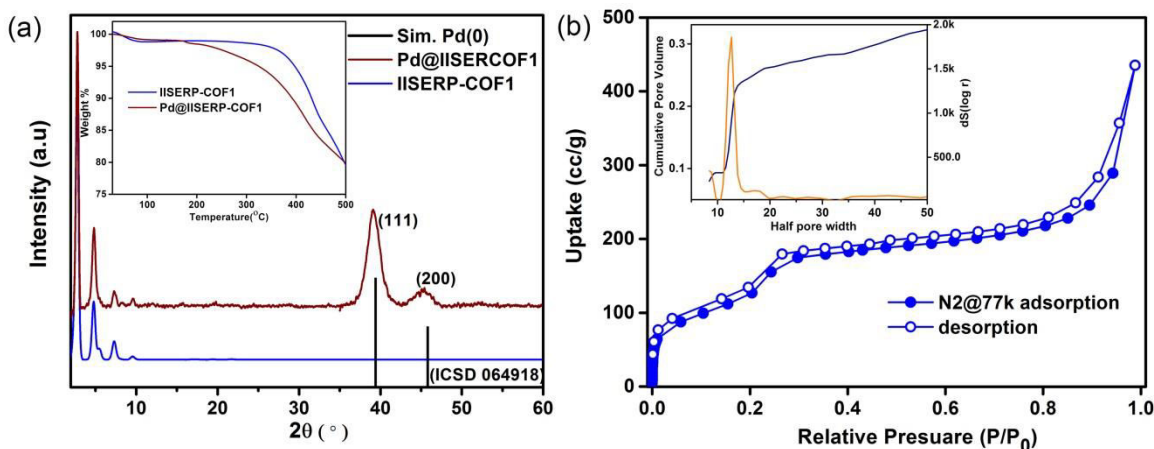 (a)
Sim. Pd(0)
Pd@IISERCOF1
IISERP-COF1
100
95
90
85
80
75
Weight %
IISERP-COF1
Pd@IISERP-COF1
100 200 300 400 500
Temperature(°C)
(111)
(200)
(ICSD 064918)
Intensity (a.u)
10 20 30 40 50 60
2θ ( ° )
(b)
500
400
300
200
100
0
Uptake (cc/g)
0.3
0.2
0.1
Cumulative Pore Volume
2.0k
1.5k
1.0k
500.0
dS(log r)
10 20 30 40 50
Half pore width
N2@77k adsorption
desorption
0.0 0.2 0.4 0.6 0.8 1.0
Relative Presuare (P/P0)